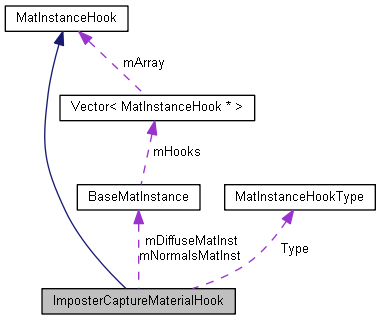 MatInstanceHook
mArray
Vector< MatInstanceHook * >
mHooks
BaseMatInstance
MatInstanceHookType
mDiffuseMatInst
mNormalsMatInst
Type
ImposterCaptureMaterialHook